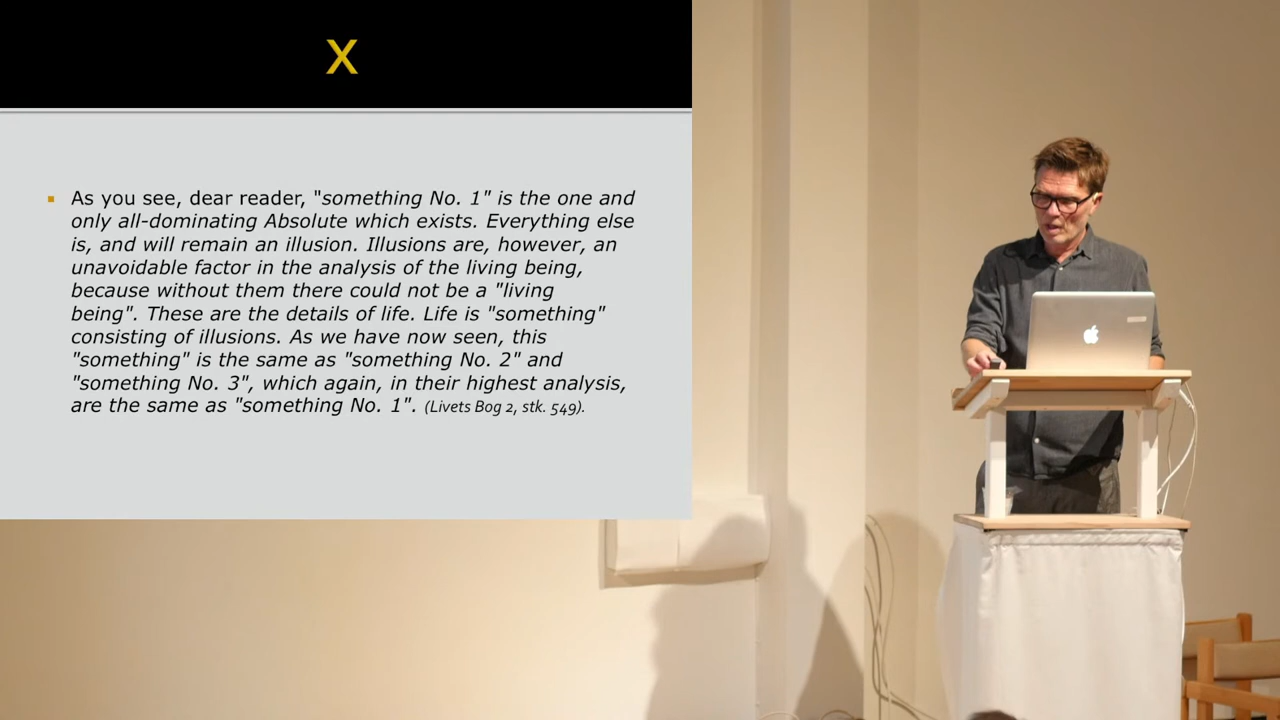 X
As you see, dear reader, "something No. 1" is the one and
only all-dominating Absolute which exists. Everything else
is, and will remain an illusion. Illusions are, however, an
unavoidable factor in the analysis of the living being,
because without them there could not be a "living
being". These are the details of life. Life is "something"
consisting of illusions. As we have now seen, this
"something" is the same as "something No. 2" and
"something No. 3", which again, in their highest analysis,
are the same as "something No. 1". (Livets Bog 2, stk. 549).